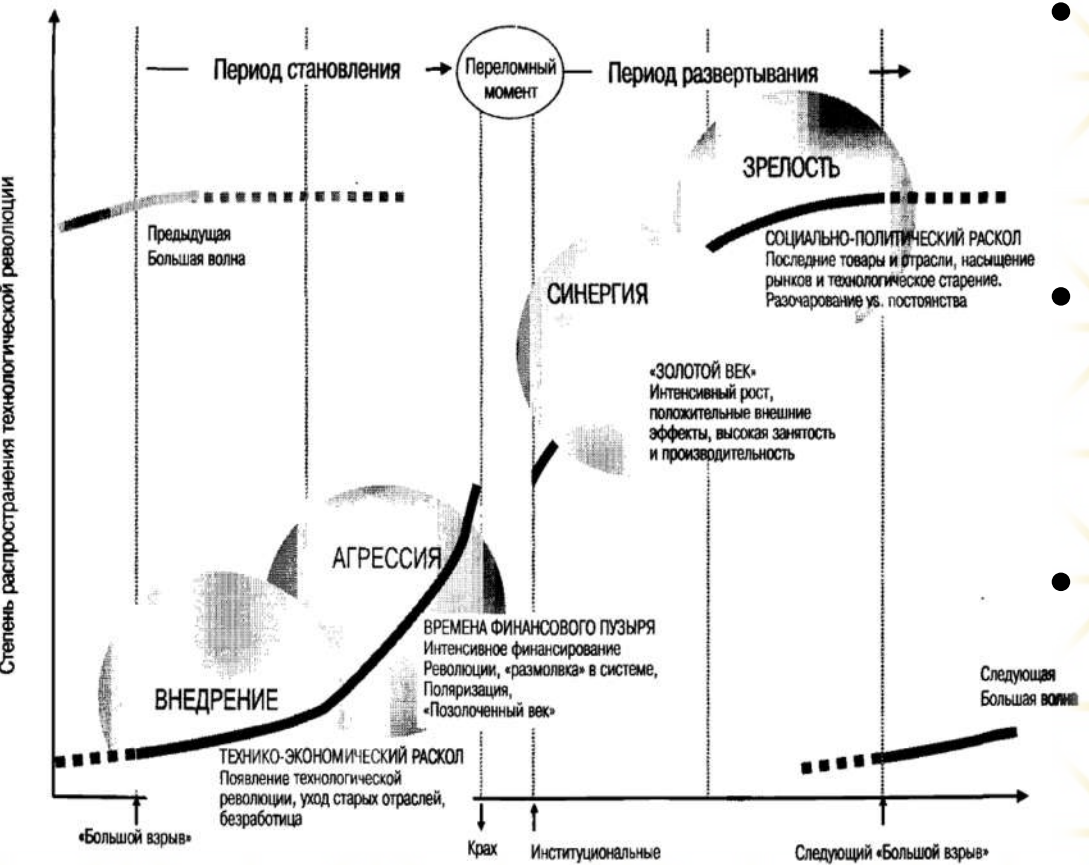 Степень распространения технологической революции
Период становления
Переломный
момент
Период развертывания
Предыдущая
Большая волна
ЗРЕЛОСТЬ
СОЦИАЛЬНО-ПОЛИТИЧЕСКИЙ РАСКОЛ
Последние товары и отрасли, насыщение
рынков и технологическое старение.
Разочарование vs. постоянства
СИНЕРГИЯ
«ЗОЛОТОЙ ВЕК»
Интенсивный рост,
положительные внешние
эффекты, высокая занятость
и производительность
АГРЕССИЯ
ВРЕМЕНА ФИНАНСОВОГО ПУЗЫРЯ
Интенсивное финансирование
Революции, «размолвка» в системе,
Поляризация,
«Позолоченный век»
ВНЕДРЕНИЕ
ТЕХНИКО-ЭКОНОМИЧЕСКИЙ РАСКОЛ
Появление технологической
революции, уход старых отраслей,
безработица
Следующая
Большая волна
«Большой взрыв»
Крах
Институциональные
Следующий «Большой взрыв»